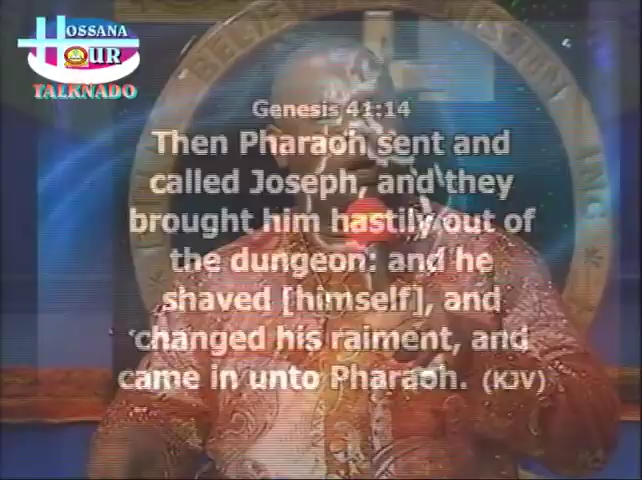 HOSSANA
HOUR
TALKNADO
Genesis 41:14
Then Pharaoh sent and
called Joseph, and they
brought him hastily out of
the dungeon: and he
shaved [himself], and
changed his raiment, and
came in unto Pharaoh. (KJV)